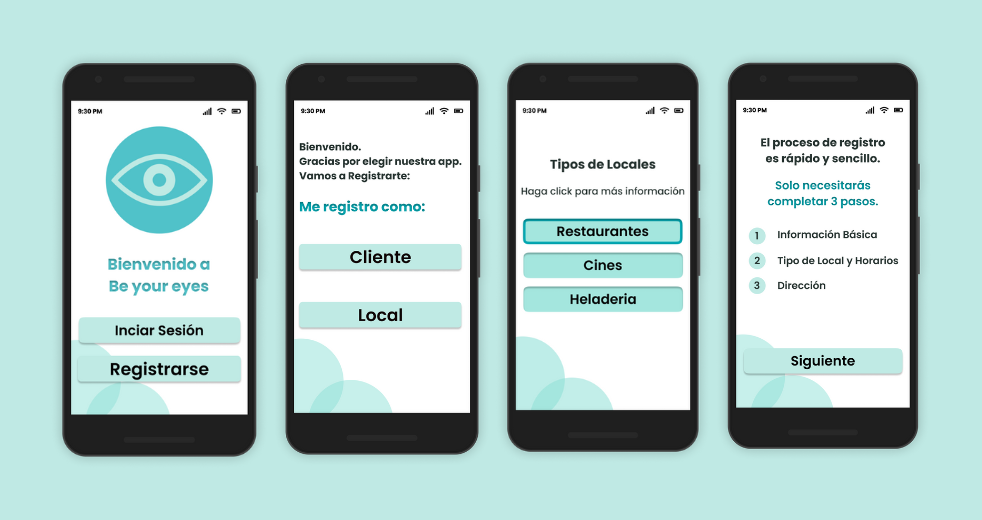 9:30 PM
Bienvenido a
Be your eyes
Inciar Sesión
Registrarse
9:30 PM
Bienvenido.
Gracias por elegir nuestra app.
Vamos a Registrarte:
Me registro como:
Cliente
Local
9:30 PM
Tipos de Locales
Haga click para más información
Restaurantes
Cines
Heladeria
9:30 PM
El proceso de registro
es rápido y sencillo.
Solo necesitarás
completar 3 pasos.
1 Información Básica
2 Tipo de Local y Horarios
3 Dirección
Siguiente